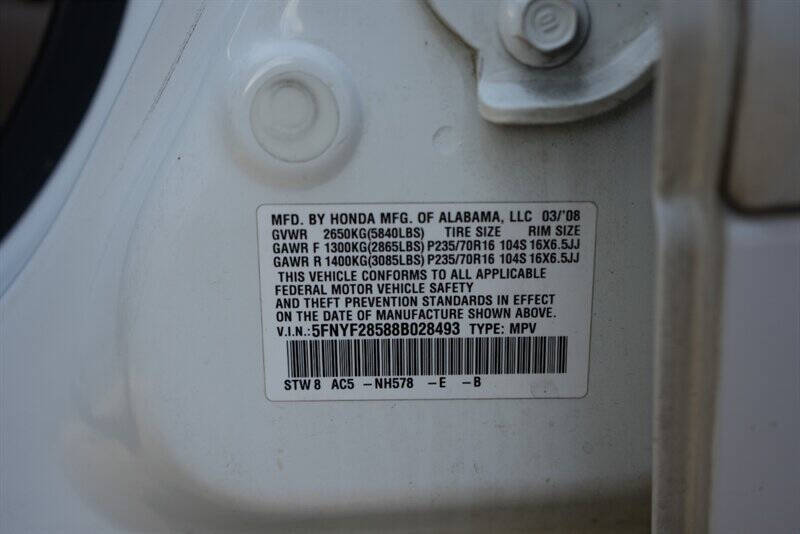 10
MFD. BY HONDA MFG. OF ALABAMA, LLC 03/'08
GVWR 2650KG(5840LBS) TIRE SIZE RIM SIZE
GAWR F 1300KG(2865LBS) P235/70R16 104S 16X6.5JJ
GAWR R 1400KG(3085LBS) P235/70R16 104S 16X6.5JJ
THIS VEHICLE CONFORMS TO ALL APPLICABLE
FEDERAL MOTOR VEHICLE SAFETY
AND THEFT PREVENTION STANDARDS IN EFFECT
ON THE DATE OF MANUFACTURE SHOWN ABOVE.
V.I.N.: 5FNYF28588B028493 TYPE: MPV
STW8 AC5 -NH578 -E -B